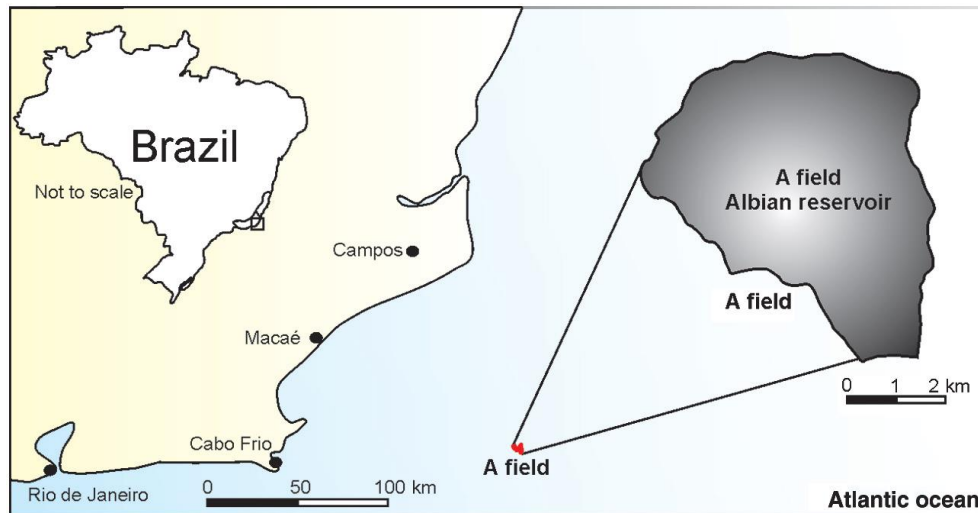 Brazil
Not to scale
Campos
Macaé
Cabo Frio
Rio de Janeiro
0 50 100 km
A field
Albian reservoir
A field
0 1 2 km
A field
Atlantic ocean